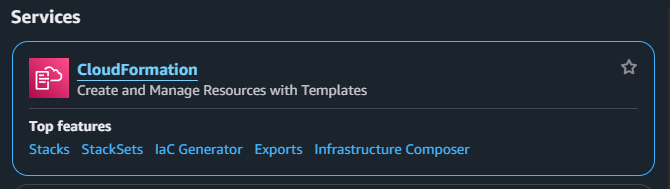 Services
CloudFormation
Create and Manage Resources with Templates
Top features
Stacks StackSets IaC Generator Exports Infrastructure Composer